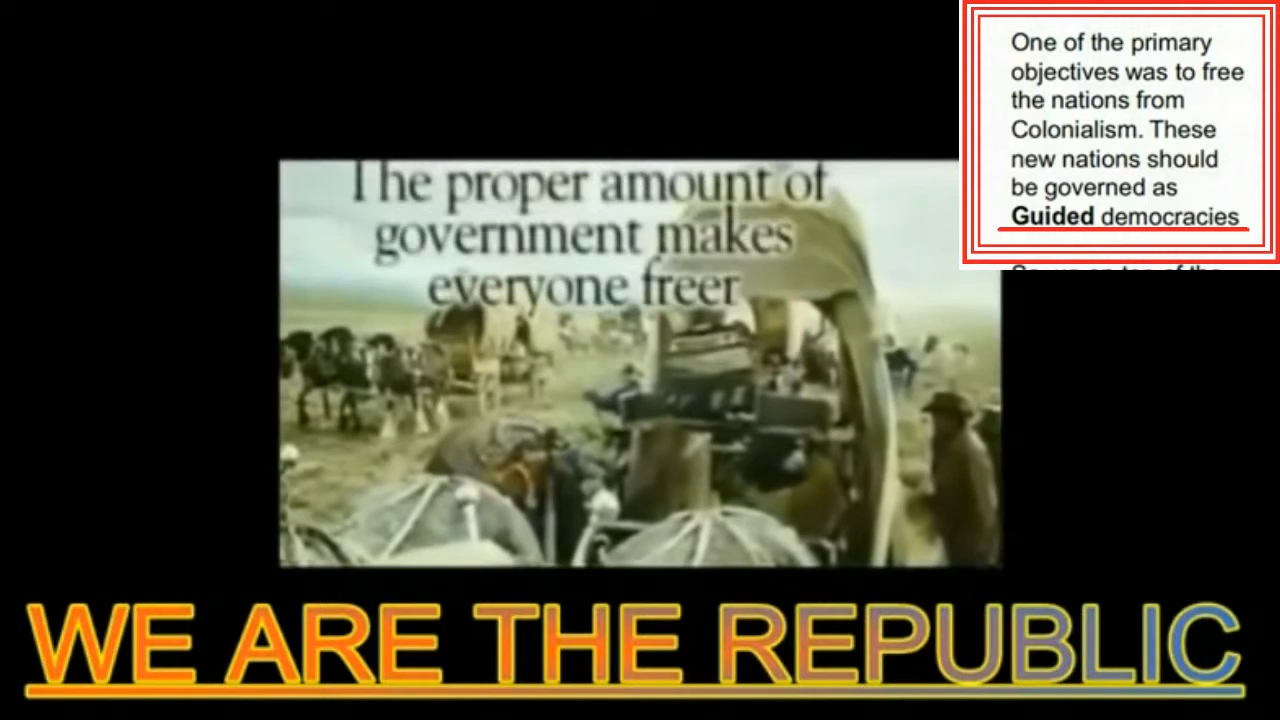 The proper amount of
government makes
everyone freer
One of the primary
objectives was to free
the nations from
Colonialism. These
new nations should
be governed as
Guided democracies
WE ARE THE REPUBLIC